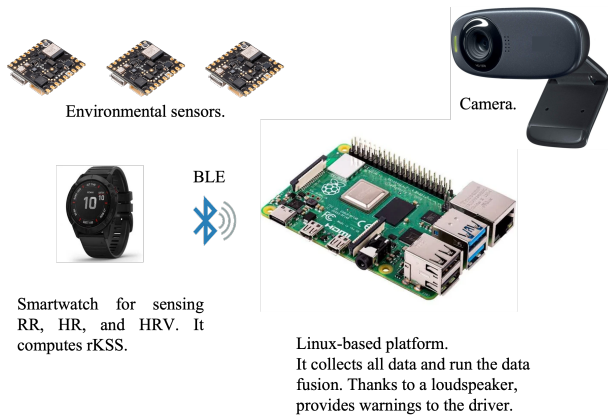 Environmental sensors.
Camera.
BLE
Smartwatch for sensing
RR, HR, and HRV. It
computes rKSS.
Linux-based platform.
It collects all data and run the data
fusion. Thanks to a loudspeaker,
provides warnings to the driver.